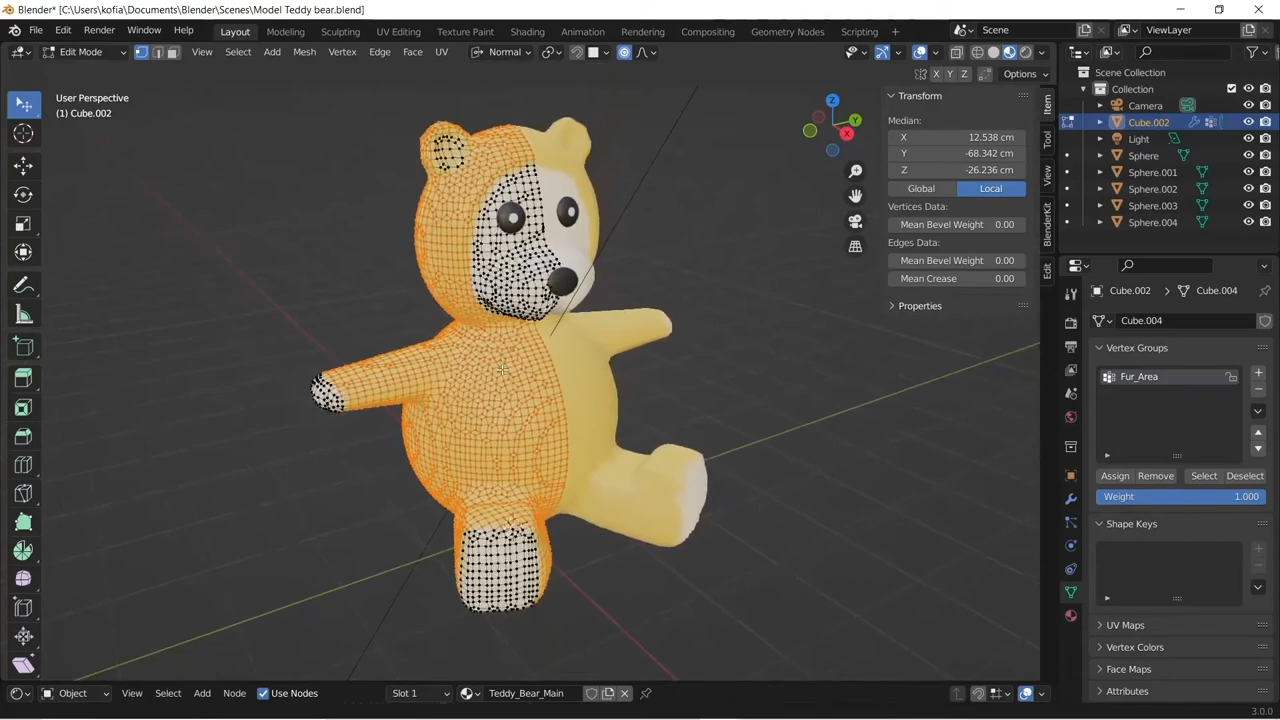 Blender* [C:\Users\kofia\Documents\Blender\Scenes\Model Teddy bear.blend]
File Edit Render Window Help Layout Modeling Sculpting UV Editing Texture Paint Shading Animation Rendering Compositing Geometry Nodes Scripting + Scene ViewLayer
Edit Mode View Select Add Mesh Vertex Edge Face UV Normal
X Y Z Options
User Perspective
(1) Cube.002
Z
Y
X
Transform
Median:
X 12.538 cm
Y -68.342 cm
Z -26.236 cm
Global Local
Vertices Data:
Mean Bevel Weight 0.00
Edges Data:
Mean Bevel Weight 0.00
Mean Crease 0.00
Properties
Item
Tool
View
BlenderKit
Edit
Scene Collection
Collection
Camera
Cube.002
Light
Sphere
Sphere.001
Sphere.002
Sphere.003
Sphere.004
Cube.002 > Cube.004
Cube.004
Vertex Groups
Fur_Area
Assign Remove Select Deselect
Weight 1.000
Shape Keys
UV Maps
Vertex Colors
Face Maps
Attributes
Object View Select Add Node Use Nodes Slot 1 Teddy_Bear_Main
3.0.0